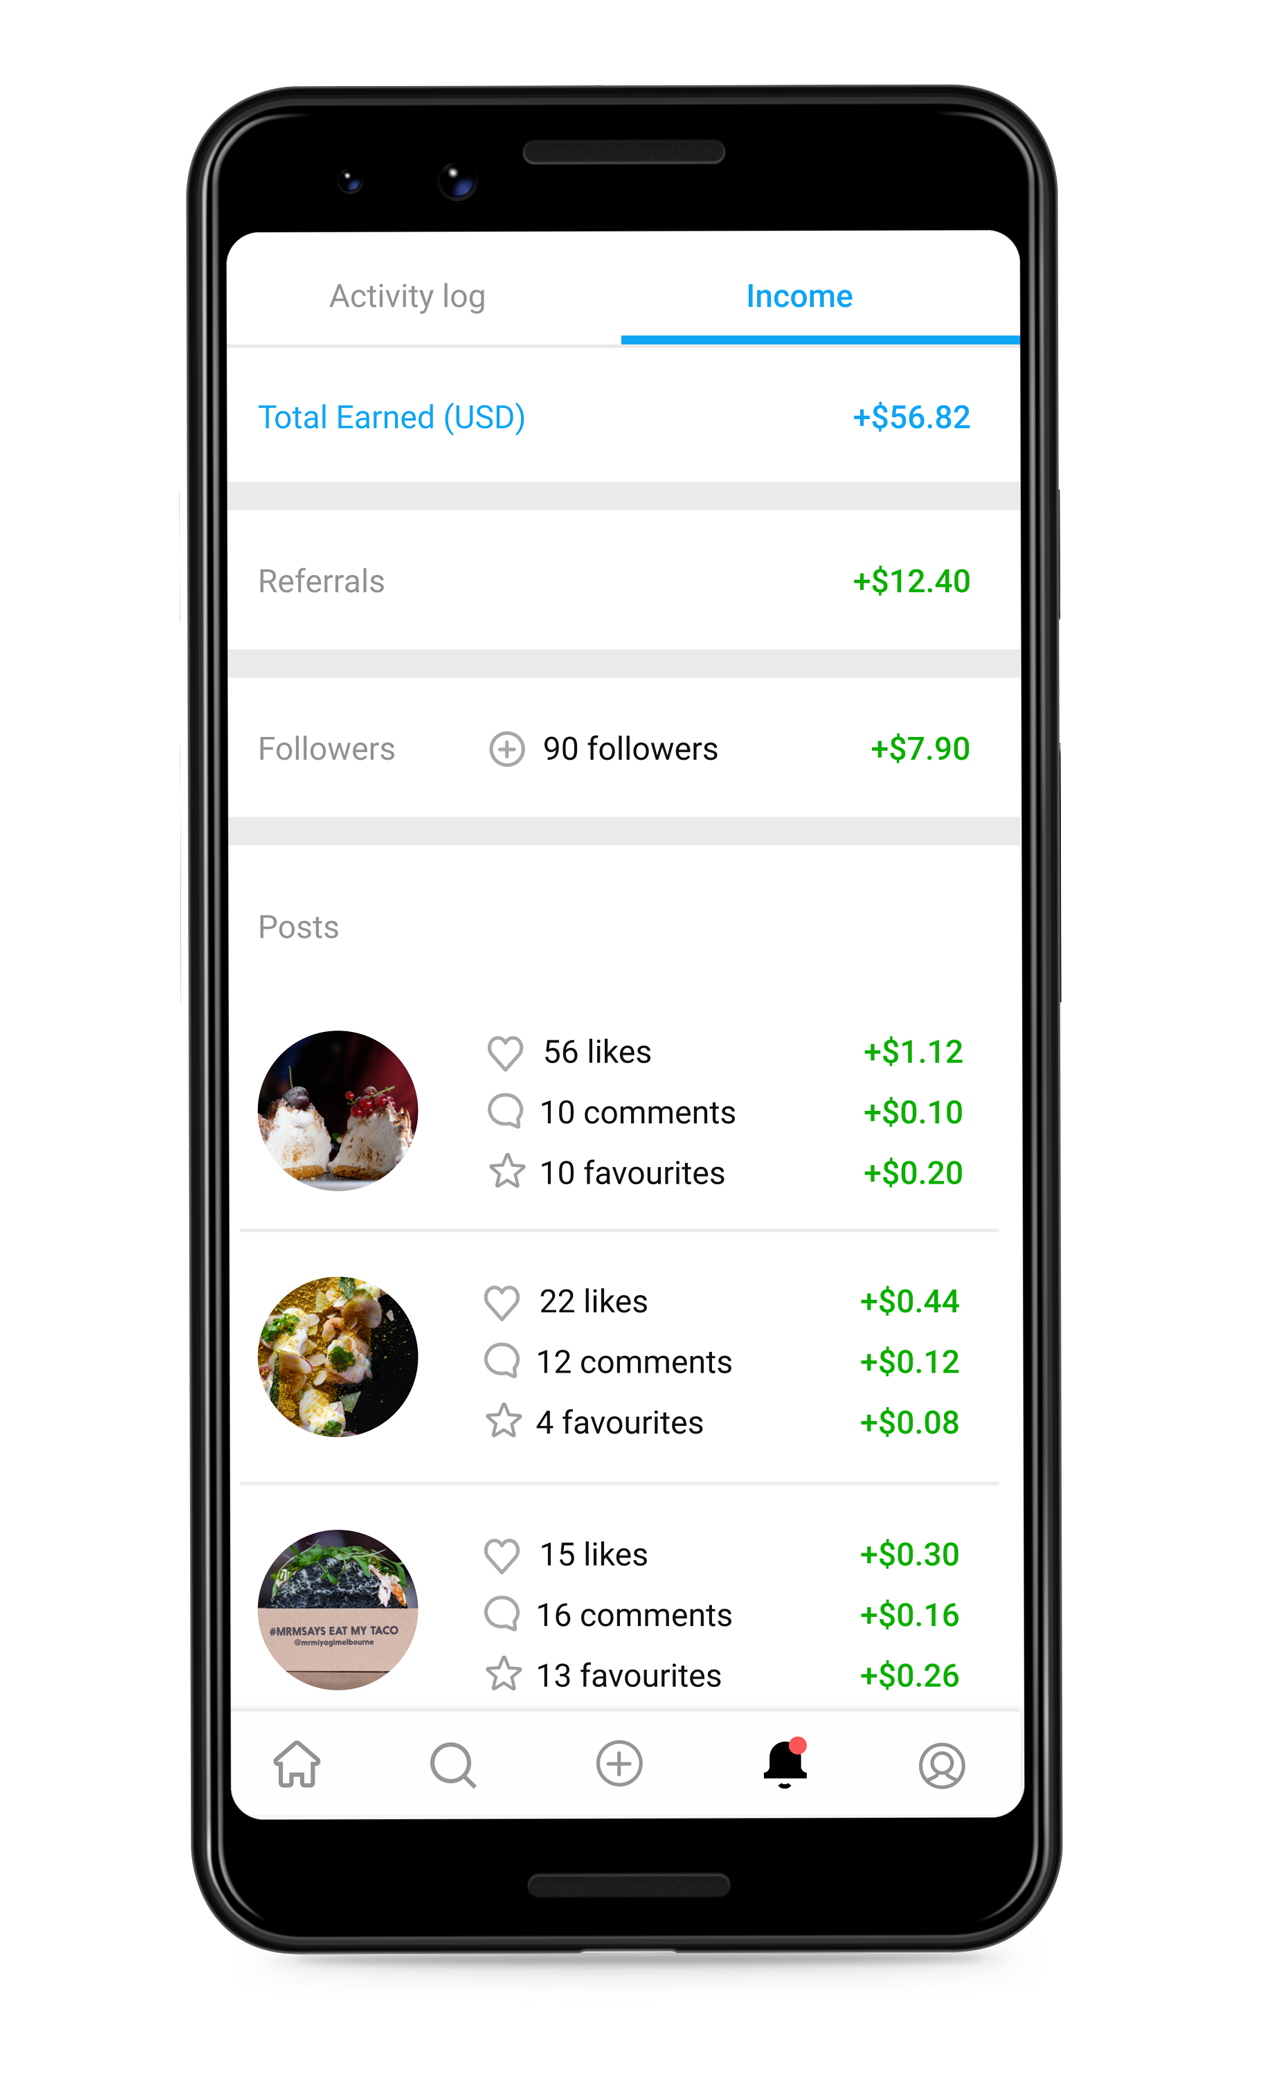 Activity log Income
Total Earned (USD) +$56.82
Referrals +$12.40
Followers 90 followers +$7.90
Posts
56 likes +$1.12
10 comments +$0.10
10 favourites +$0.20
22 likes +$0.44
12 comments +$0.12
4 favourites +$0.08
15 likes +$0.30
16 comments +$0.16
13 favourites +$0.26
#MRMSAYS EAT MY TACO
@mrmiyagimelbourne